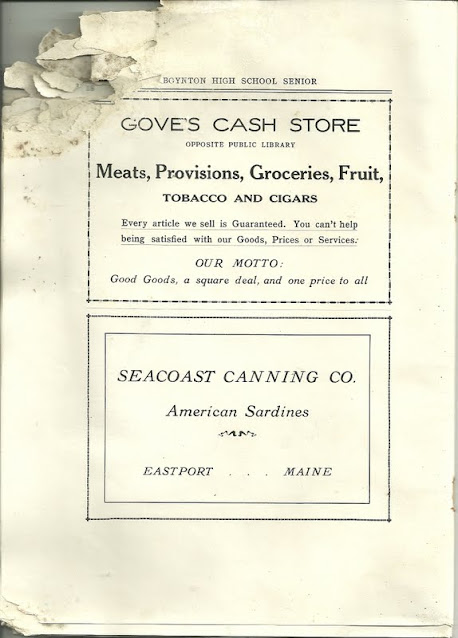 BOYNTON HIGH SCHOOL SENIOR
GOVE'S CASH STORE
OPPOSITE PUBLIC LIBRARY
Meats, Provisions, Groceries, Fruit,
TOBACCO AND CIGARS
Every article we sell is Guaranteed. You can't help
being satisfied with our Goods, Prices or Services.
OUR MOTTO:
Good Goods, a square deal, and one price to all
SEACOAST CANNING CO.
American Sardines
EASTPORT . . . MAINE